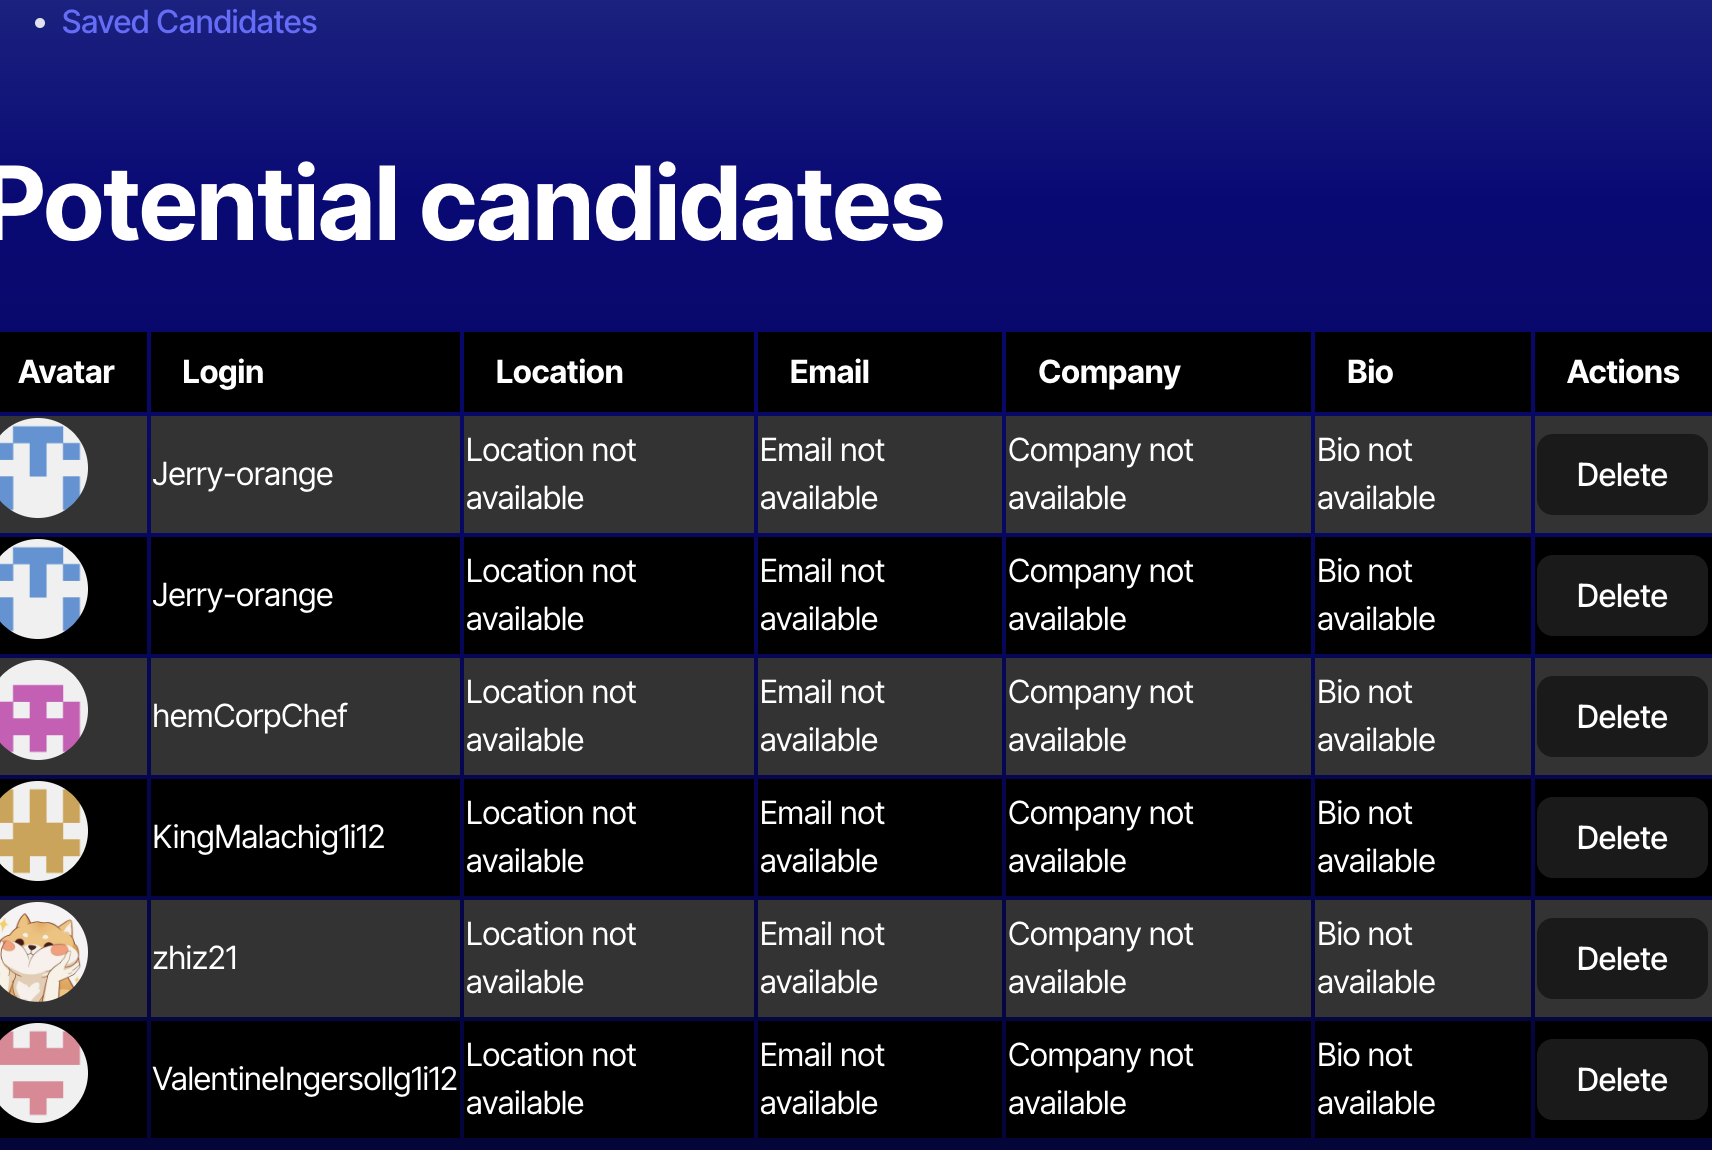 Saved Candidates
Potential candidates
Avatar Login Location Email Company Bio Actions
Jerry-orange Location not available Email not available Company not available Bio not available Delete
Jerry-orange Location not available Email not available Company not available Bio not available Delete
hemCorpChef Location not available Email not available Company not available Bio not available Delete
KingMalachig1i12 Location not available Email not available Company not available Bio not available Delete
zhiz21 Location not available Email not available Company not available Bio not available Delete
ValentineIngersollg1i12 Location not available Email not available Company not available Bio not available Delete